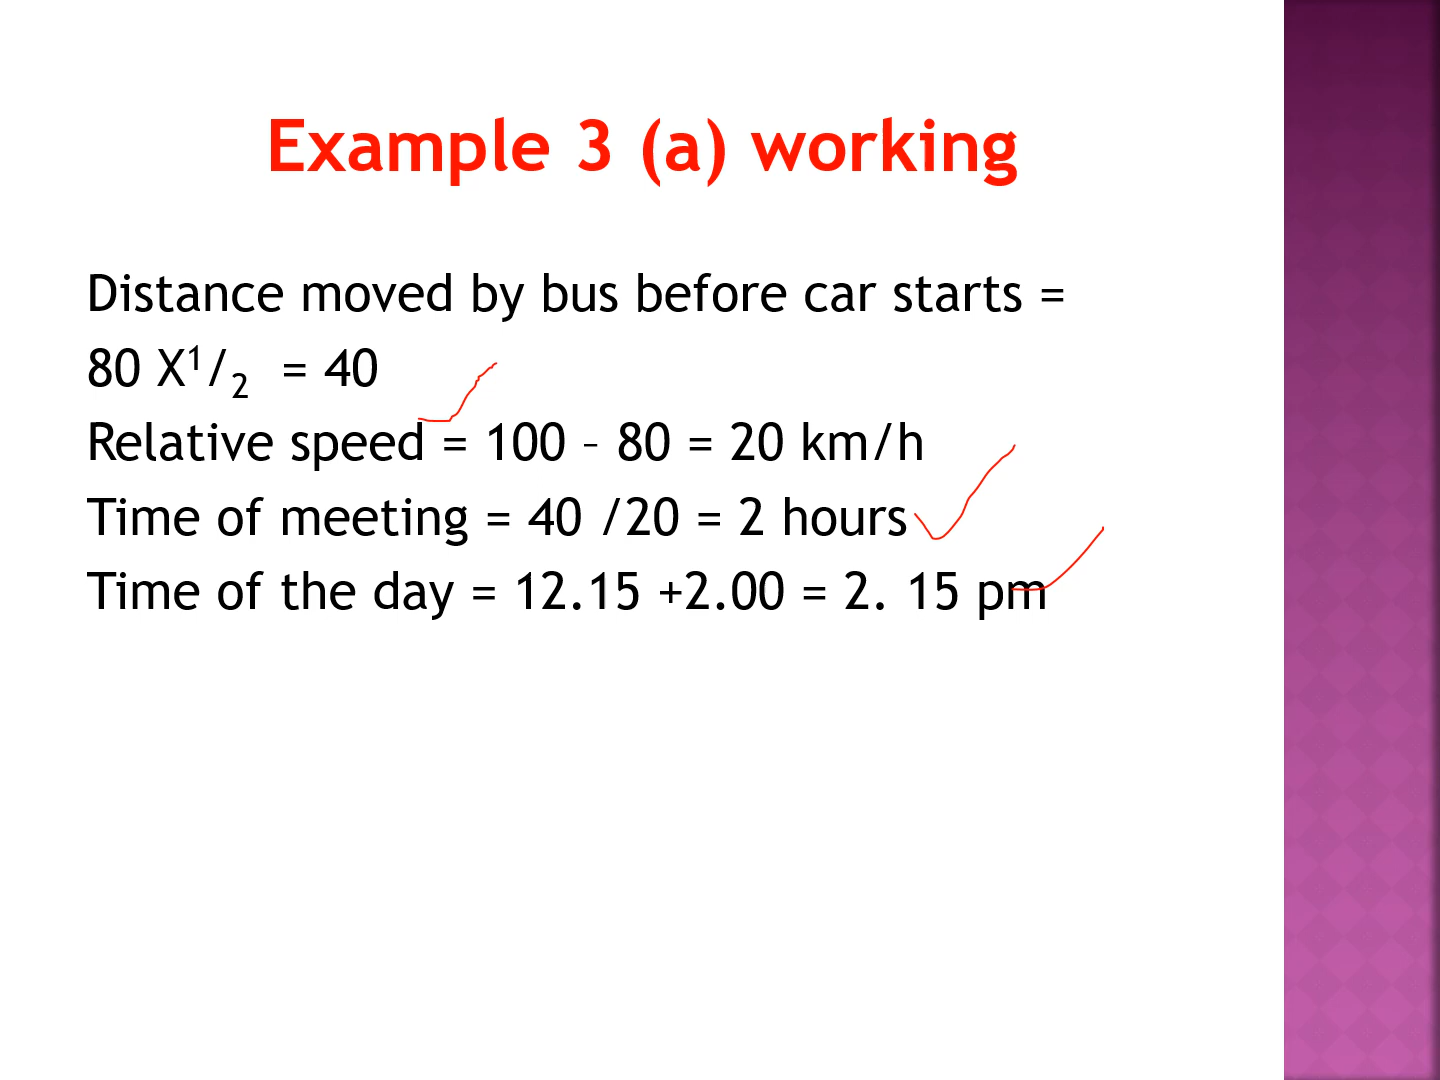 Example 3 (a) working
Distance moved by bus before car starts =
80 X¹/₂ = 40
Relative speed = 100 – 80 = 20 km/h
Time of meeting = 40 /20 = 2 hours
Time of the day = 12.15 +2.00 = 2. 15 pm